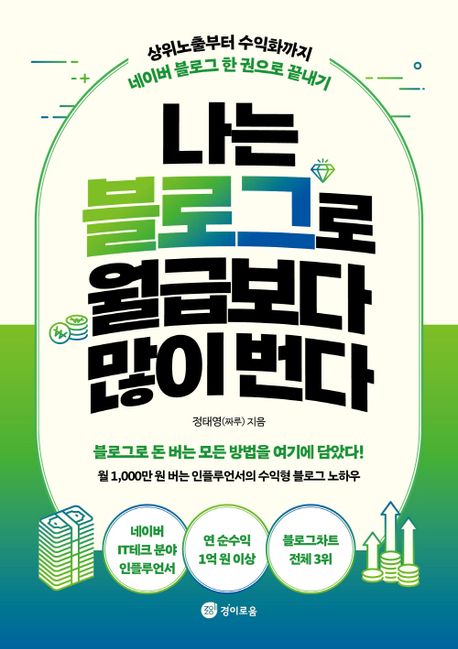 상위노출부터 수익화까지
네이버 블로그 한 권으로 끝내기
나는
블로그로
월급보다
많이 번다
정태영(짜루) 지음
블로그로 돈 버는 모든 방법을 여기에 담았다!
월 1,000만 원 버는 인플루언서의 수익형 블로그 노하우
네이버
IT테크 분야
인플루언서
연 순수익
1억 원 이상
블로그차트
전체 3위
경이로움